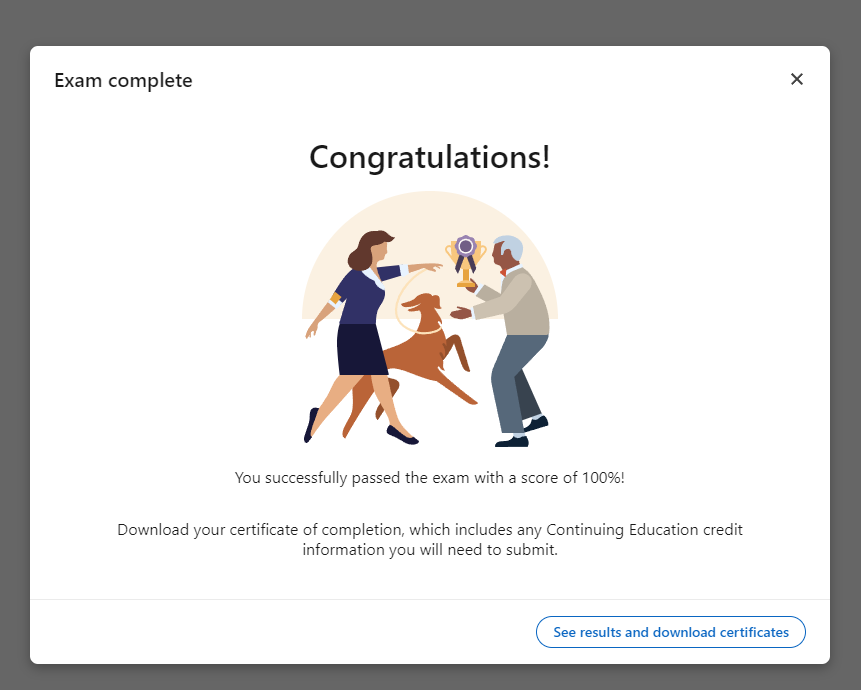 Exam complete
Congratulations!
You successfully passed the exam with a score of 100%!
Download your certificate of completion, which includes any Continuing Education credit
information you will need to submit.
See results and download certificates